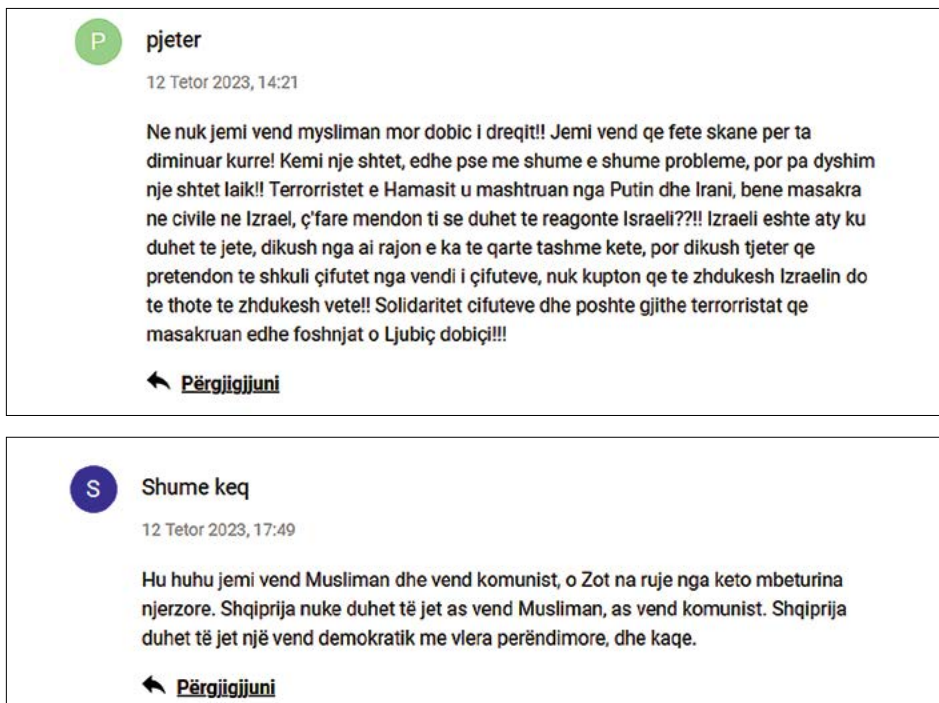 P
pjeter
12 Tetor 2023, 14:21
Ne nuk jemi vend mysliman mor dobic i dreqit!! Jemi vend qe fete skane per ta
diminuar kurre! Kemi nje shtet, edhe pse me shume e shume probleme, por pa dyshim
nje shtet laik!! Terrorristet e Hamasit u mashtruan nga Putin dhe Irani, bene masakra
ne civile ne Izrael, ç'fare mendon ti se duhet te reagonte Israeli??!! Izraeli eshte aty ku
duhet te jete, dikush nga ai rajon e ka te qarte tashme kete, por dikush tjeter qe
pretendon te shkuli çifutet nga vendi i çifuteve, nuk kupton qe te zhdukesh Izraelin do
te thote te zhdukesh vete!! Solidaritet cifuteve dhe poshte gjithe terrorristat qe
masakruan edhe foshnjat o Ljubiç dobiçi!!!
Përgjigjjuni
S
Shume keq
12 Tetor 2023, 17:49
Hu huhu jemi vend Musliman dhe vend komunist, o Zot na ruje nga keto mbeturina
njerzore. Shqiprija nuke duhet të jet as vend Musliman, as vend komunist. Shqiprija
duhet të jet një vend demokratik me vlera perëndimore, dhe kaqe.
Përgjigjjuni